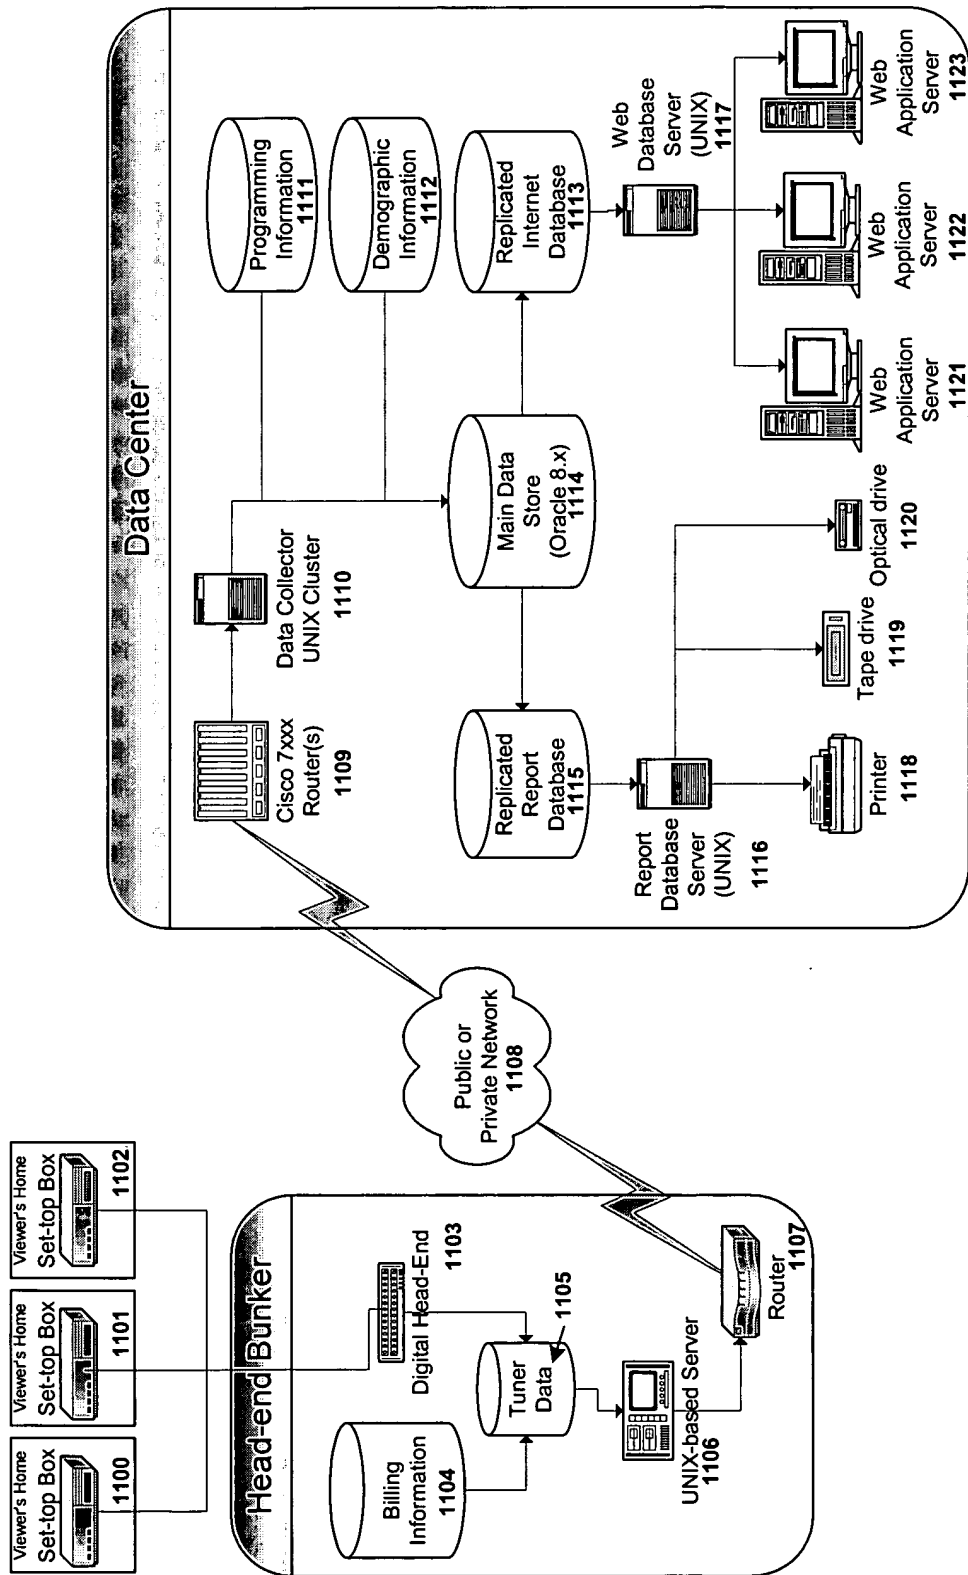 Viewer's Home
Set-top Box
1100
Viewer's Home
Set-top Box
1101
Viewer's Home
Set-top Box
1102
Head-end Bunker
Billing
Information
1104
Digital Head-End
1103
Tuner
Data
1105
UNIX-based Server
1106
Router
1107
Public or
Private Network
1108
Data Center
Cisco 7xxx
Router(s)
1109
Data Collector
UNIX Cluster
1110
Programming
Information
1111
Demographic
Information
1112
Replicated
Report
Database
1115
Main Data
Store
(Oracle 8.x)
1114
Replicated
Internet
Database
1113
Report
Database
Server
(UNIX)
1116
Web
Database
Server
(UNIX)
1117
Printer
1118
Tape drive
1119
Optical drive
1120
Web
Application
Server
1121
Web
Application
Server
1122
Web
Application
Server
1123